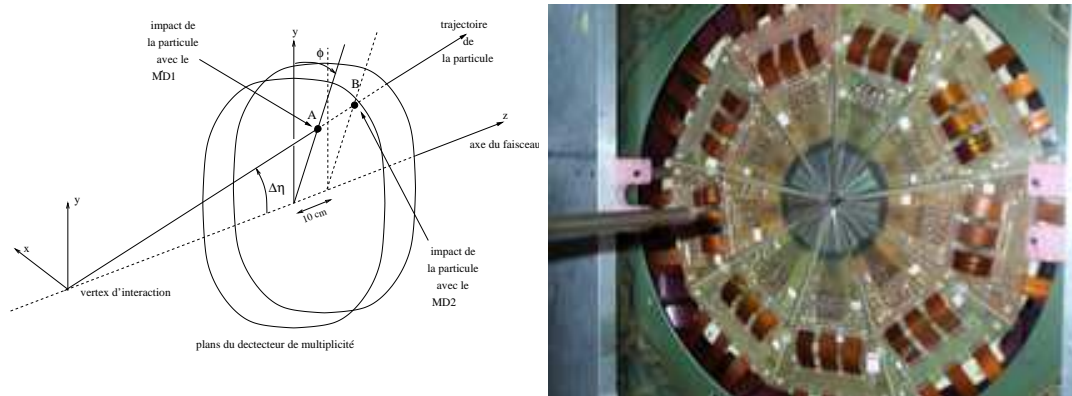 impact de
la particule
avec le
MD1
trajectoire
de
la particule
y
ϕ
B
A
z
axe du faisceau
Δη
10 cm
y
x
vertex d'interaction
impact de
la particule
avec le
MD2
plans du dectecteur de multiplicité